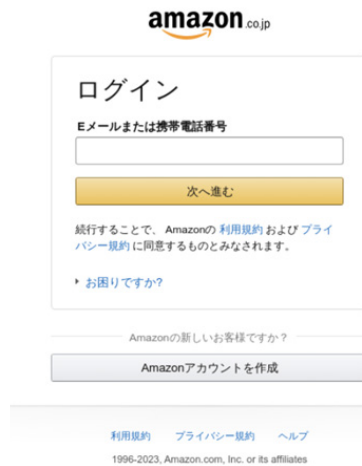 amazon.co.jp
ログイン
Eメールまたは携帯電話番号
次へ進む
続行することで、 Amazonの 利用規約 および プライ
バシー規約 に同意するものとみなされます。
お困りですか?
Amazonの新しいお客様ですか？
Amazonアカウントを作成
利用規約 プライバシー規約 ヘルプ
1996-2023, Amazon.com, Inc. or its affiliates